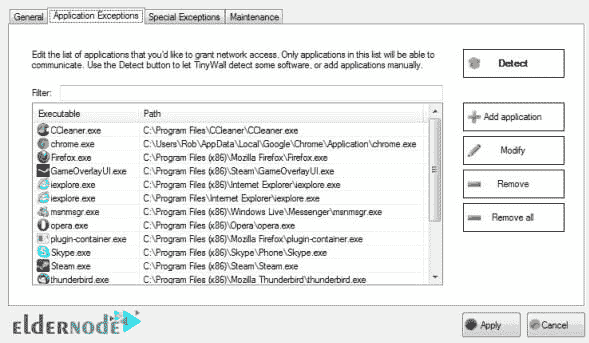 General Application Exceptions Special Exceptions Maintenance
Edit the list of applications that you'd like to grant network access. Only applications in this list will be able to
communicate. Use the Detect button to let TinyWall detect some software, or add applications manually.
Detect
Filter:
Executable Path
CCleaner.exe C:\Program Files\CCleaner\CCleaner.exe
chrome.exe C:\Users\Rob\AppData\Local\Google\Chrome\Application\chrome.exe
Firefox.exe C:\Program Files (x86)\Mozilla Firefox\Firefox.exe
GameOverlayUI.exe C:\Program Files (x86)\Steam\GameOverlayUI.exe
iexplore.exe C:\Program Files (x86)\Internet Explorer\iexplore.exe
iexplore.exe C:\Program Files\Internet Explorer\iexplore.exe
msnmsgr.exe C:\Program Files (x86)\Windows Live\Messenger\msnmsgr.exe
opera.exe C:\Program Files (x86)\Opera\opera.exe
plugin-container.exe C:\Program Files (x86)\Mozilla Firefox\plugin-container.exe
Skype.exe C:\Program Files (x86)\Skype\Phone\Skype.exe
Steam.exe C:\Program Files (x86)\Steam\Steam.exe
thunderbird.exe C:\Program Files (x86)\Mozilla Thunderbird\thunderbird.exe
Add application
Modify
Remove
Remove all
eldernode
Apply Cancel